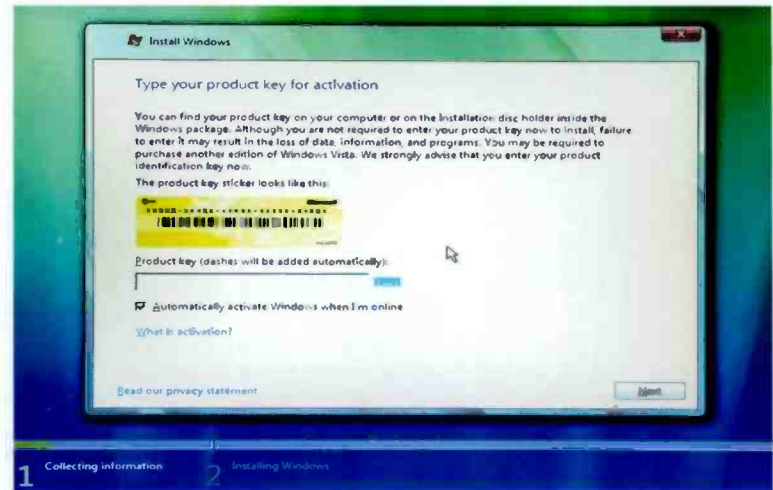 Install Windows
Type your product key for activation
You can find your product key on your computer or on the installation disc holder inside the
Windows package. Although you are not required to enter your product key now to install, failure
to enter it may result in the loss of data, information, and programs. You may be required to
purchase another edition of Windows Vista. We strongly advise that you enter your product
identification key now.
The product key sticker looks like this:
Product key (dashes will be added automatically):
Automatically activate Windows when I'm online
What is activation?
Read our privacy statement
Next
1 Collecting information
2 Installing Windows